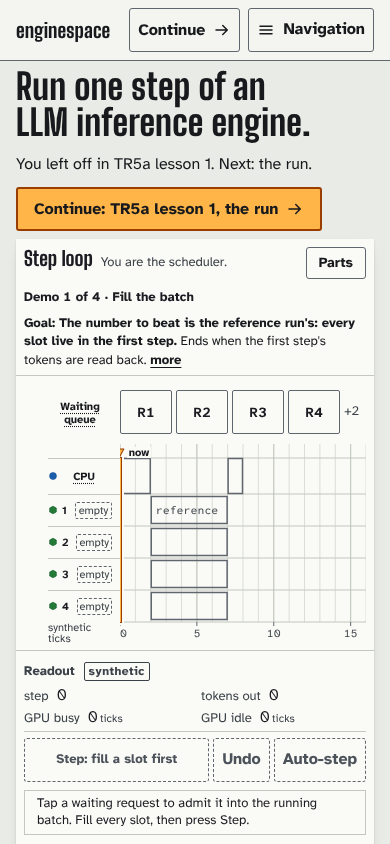 enginespace
Continue →
Navigation
Run one step of an
LLM inference engine.
You left off in TR5a lesson 1. Next: the run.
Continue: TR5a lesson 1, the run →
Step loop You are the scheduler.
Parts
Demo 1 of 4 · Fill the batch
Goal: The number to beat is the reference run's: every
slot live in the first step. Ends when the first step's
tokens are read back. more
Waiting
queue
R1
R2
R3
R4
+2
now
CPU
1 empty
reference
2 empty
3 empty
4 empty
synthetic
ticks
0 5 10 15
Readout synthetic
step 0
tokens out 0
GPU busy 0 ticks
GPU idle 0 ticks
Step: fill a slot first
Undo
Auto-step
Tap a waiting request to admit it into the running
batch. Fill every slot, then press Step.